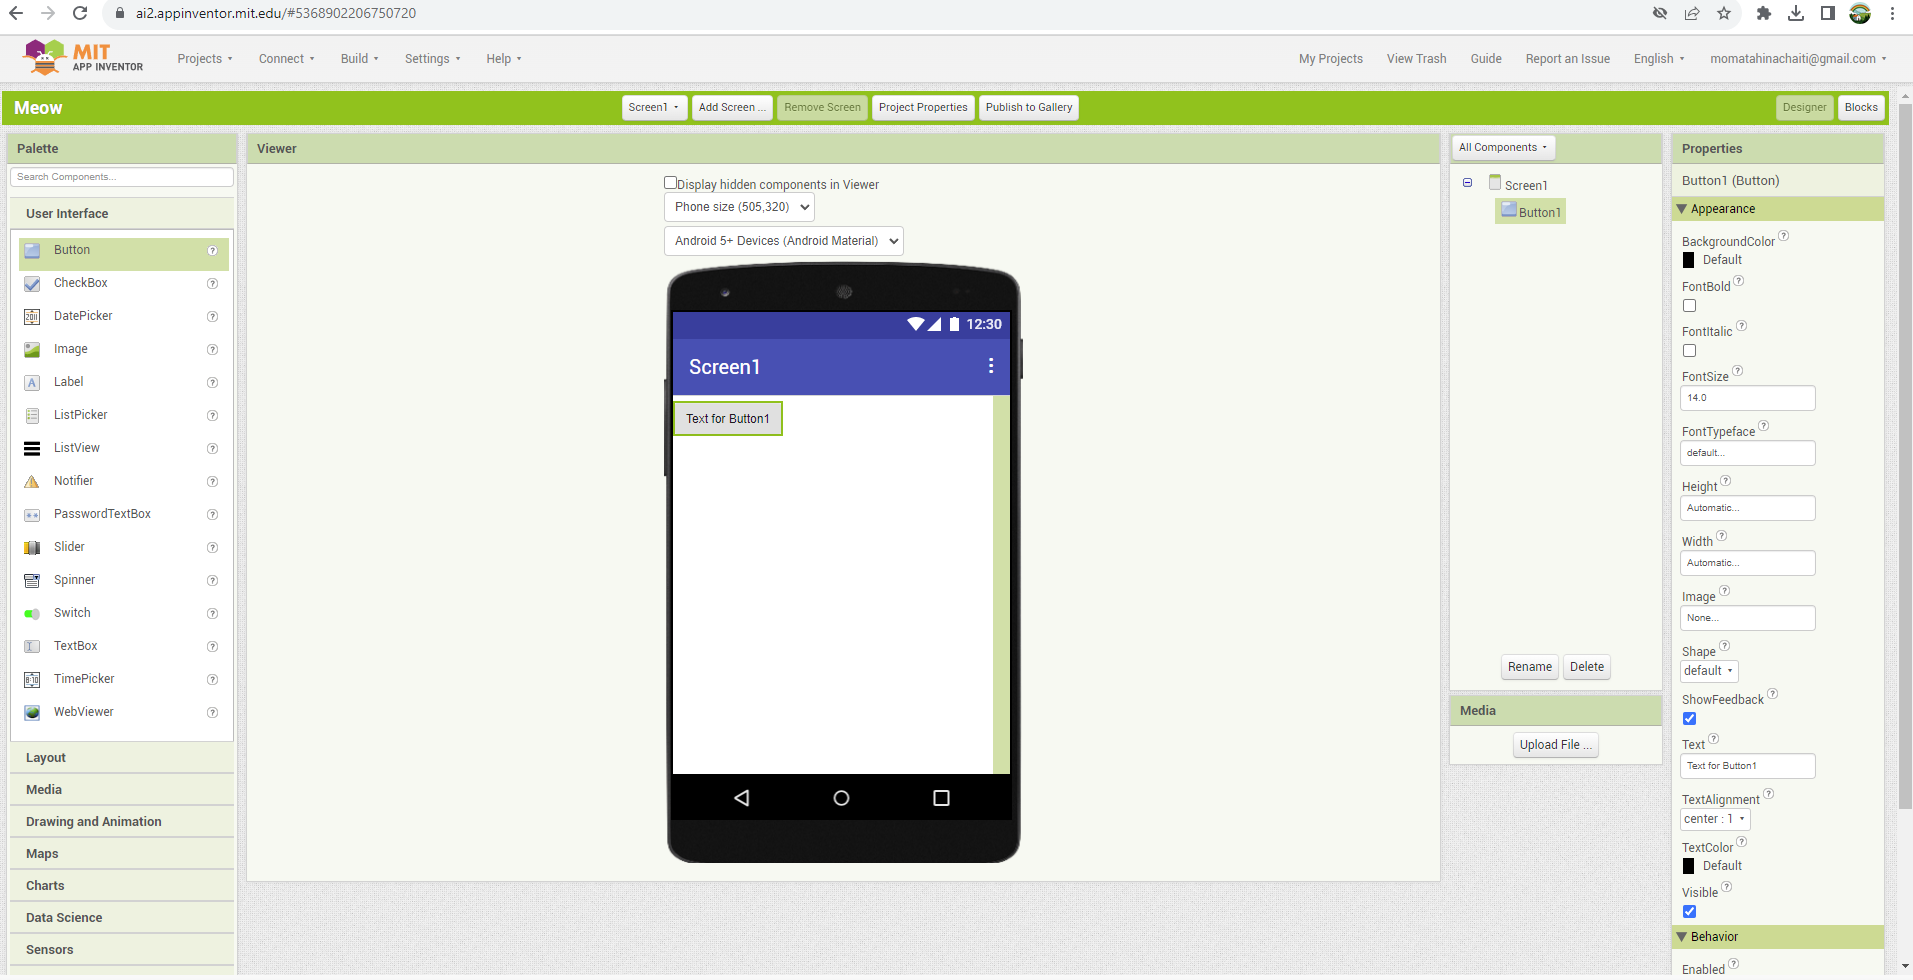 ai2.appinventor.mit.edu/#5368902206750720
MIT
APP INVENTOR
Projects
Connect
Build
Settings
Help
My Projects
View Trash
Guide
Report an Issue
English
momatahinachaiti@gmail.com
Meow
Screen1
Add Screen ...
Remove Screen
Project Properties
Publish to Gallery
Designer
Blocks
Palette
Search Components...
User Interface
Button
CheckBox
DatePicker
Image
Label
ListPicker
ListView
Notifier
PasswordTextBox
Slider
Spinner
Switch
TextBox
TimePicker
WebViewer
Layout
Media
Drawing and Animation
Maps
Charts
Data Science
Sensors
Viewer
Display hidden components in Viewer
Phone size (505,320)
Android 5+ Devices (Android Material)
12:30
Screen1
Text for Button1
All Components
Screen1
Button1
Rename
Delete
Media
Upload File ...
Properties
Button1 (Button)
Appearance
BackgroundColor
Default
FontBold
FontItalic
FontSize
14.0
FontTypeface
default...
Height
Automatic...
Width
Automatic...
Image
None...
Shape
default
ShowFeedback
Text
Text for Button1
TextAlignment
center : 1
TextColor
Default
Visible
Behavior
Enabled